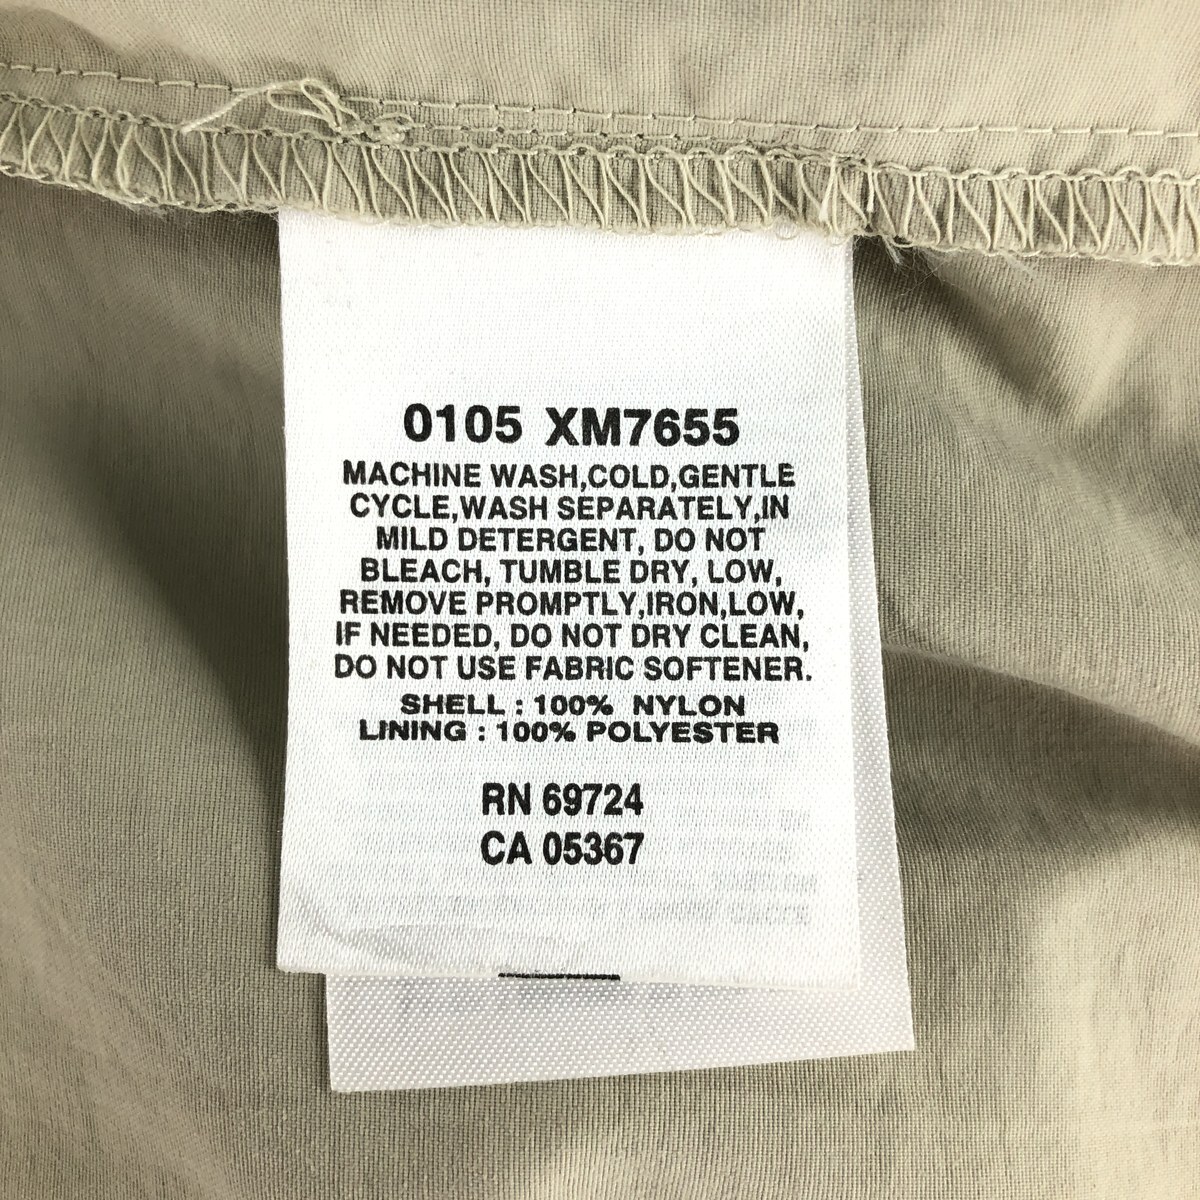 0105 XM7655
MACHINE WASH,COLD,GENTLE
CYCLE,WASH SEPARATELY,IN
MILD DETERGENT, DO NOT
BLEACH, TUMBLE DRY, LOW,
REMOVE PROMPTLY,IRON,LOW,
IF NEEDED, DO NOT DRY CLEAN,
DO NOT USE FABRIC SOFTENER.
SHELL : 100% NYLON
LINING : 100% POLYESTER
RN 69724
CA 05367